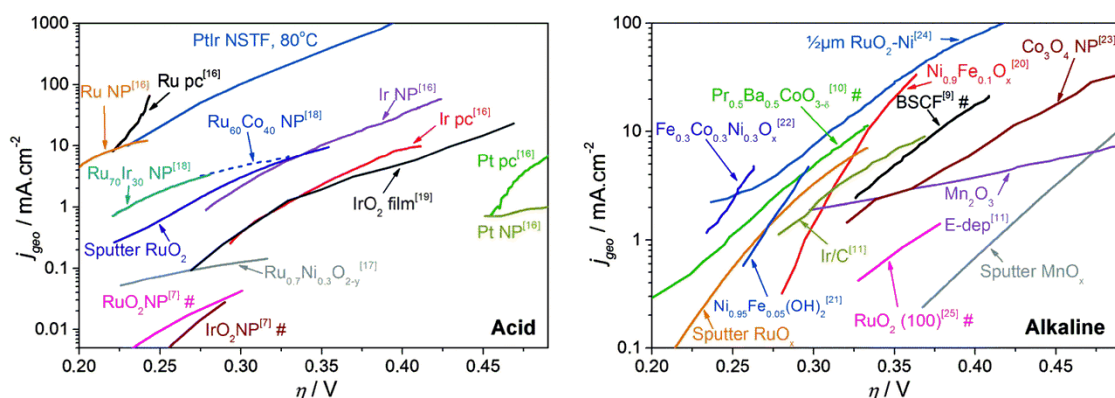 1000
100
10
1
0.1
0.01
j_geo / mA.cm⁻²
PtIr NSTF, 80°C
Ru pc[16]
Ru NP[16]
Ir NP[16]
Ru₆₀Co₄₀ NP[18]
Ir pc[16]
Ru₇₀Ir₃₀ NP[18]
Pt pc[16]
IrO₂ film[19]
Sputter RuO₂
Pt NP[16]
Ru₀.₇Ni₀.₃O₂₋y[17]
RuO₂NP[7] #
IrO₂NP[7] #
Acid
0.20 0.25 0.30 0.35 0.40 0.45
η / V
100
10
1
0.1
j_geo / mA.cm⁻²
½μm RuO₂-Ni[24]
Co₃O₄ NP[23]
Ni₀.₉Fe₀.₁Oₓ[20]
Pr₀.₅Ba₀.₅CoO₃₋δ[10] #
BSCF[9] #
Fe₀.₃Co₀.₃Ni₀.₃Oₓ[22]
Mn₂O₃
E-dep[11]
Ir/C[11]
Sputter MnOₓ
Ni₀.₉₅Fe₀.₀₅(OH)₂[21]
RuO₂ (100)[25] #
Sputter RuOₓ
Alkaline
0.20 0.25 0.30 0.35 0.40 0.45
η / V